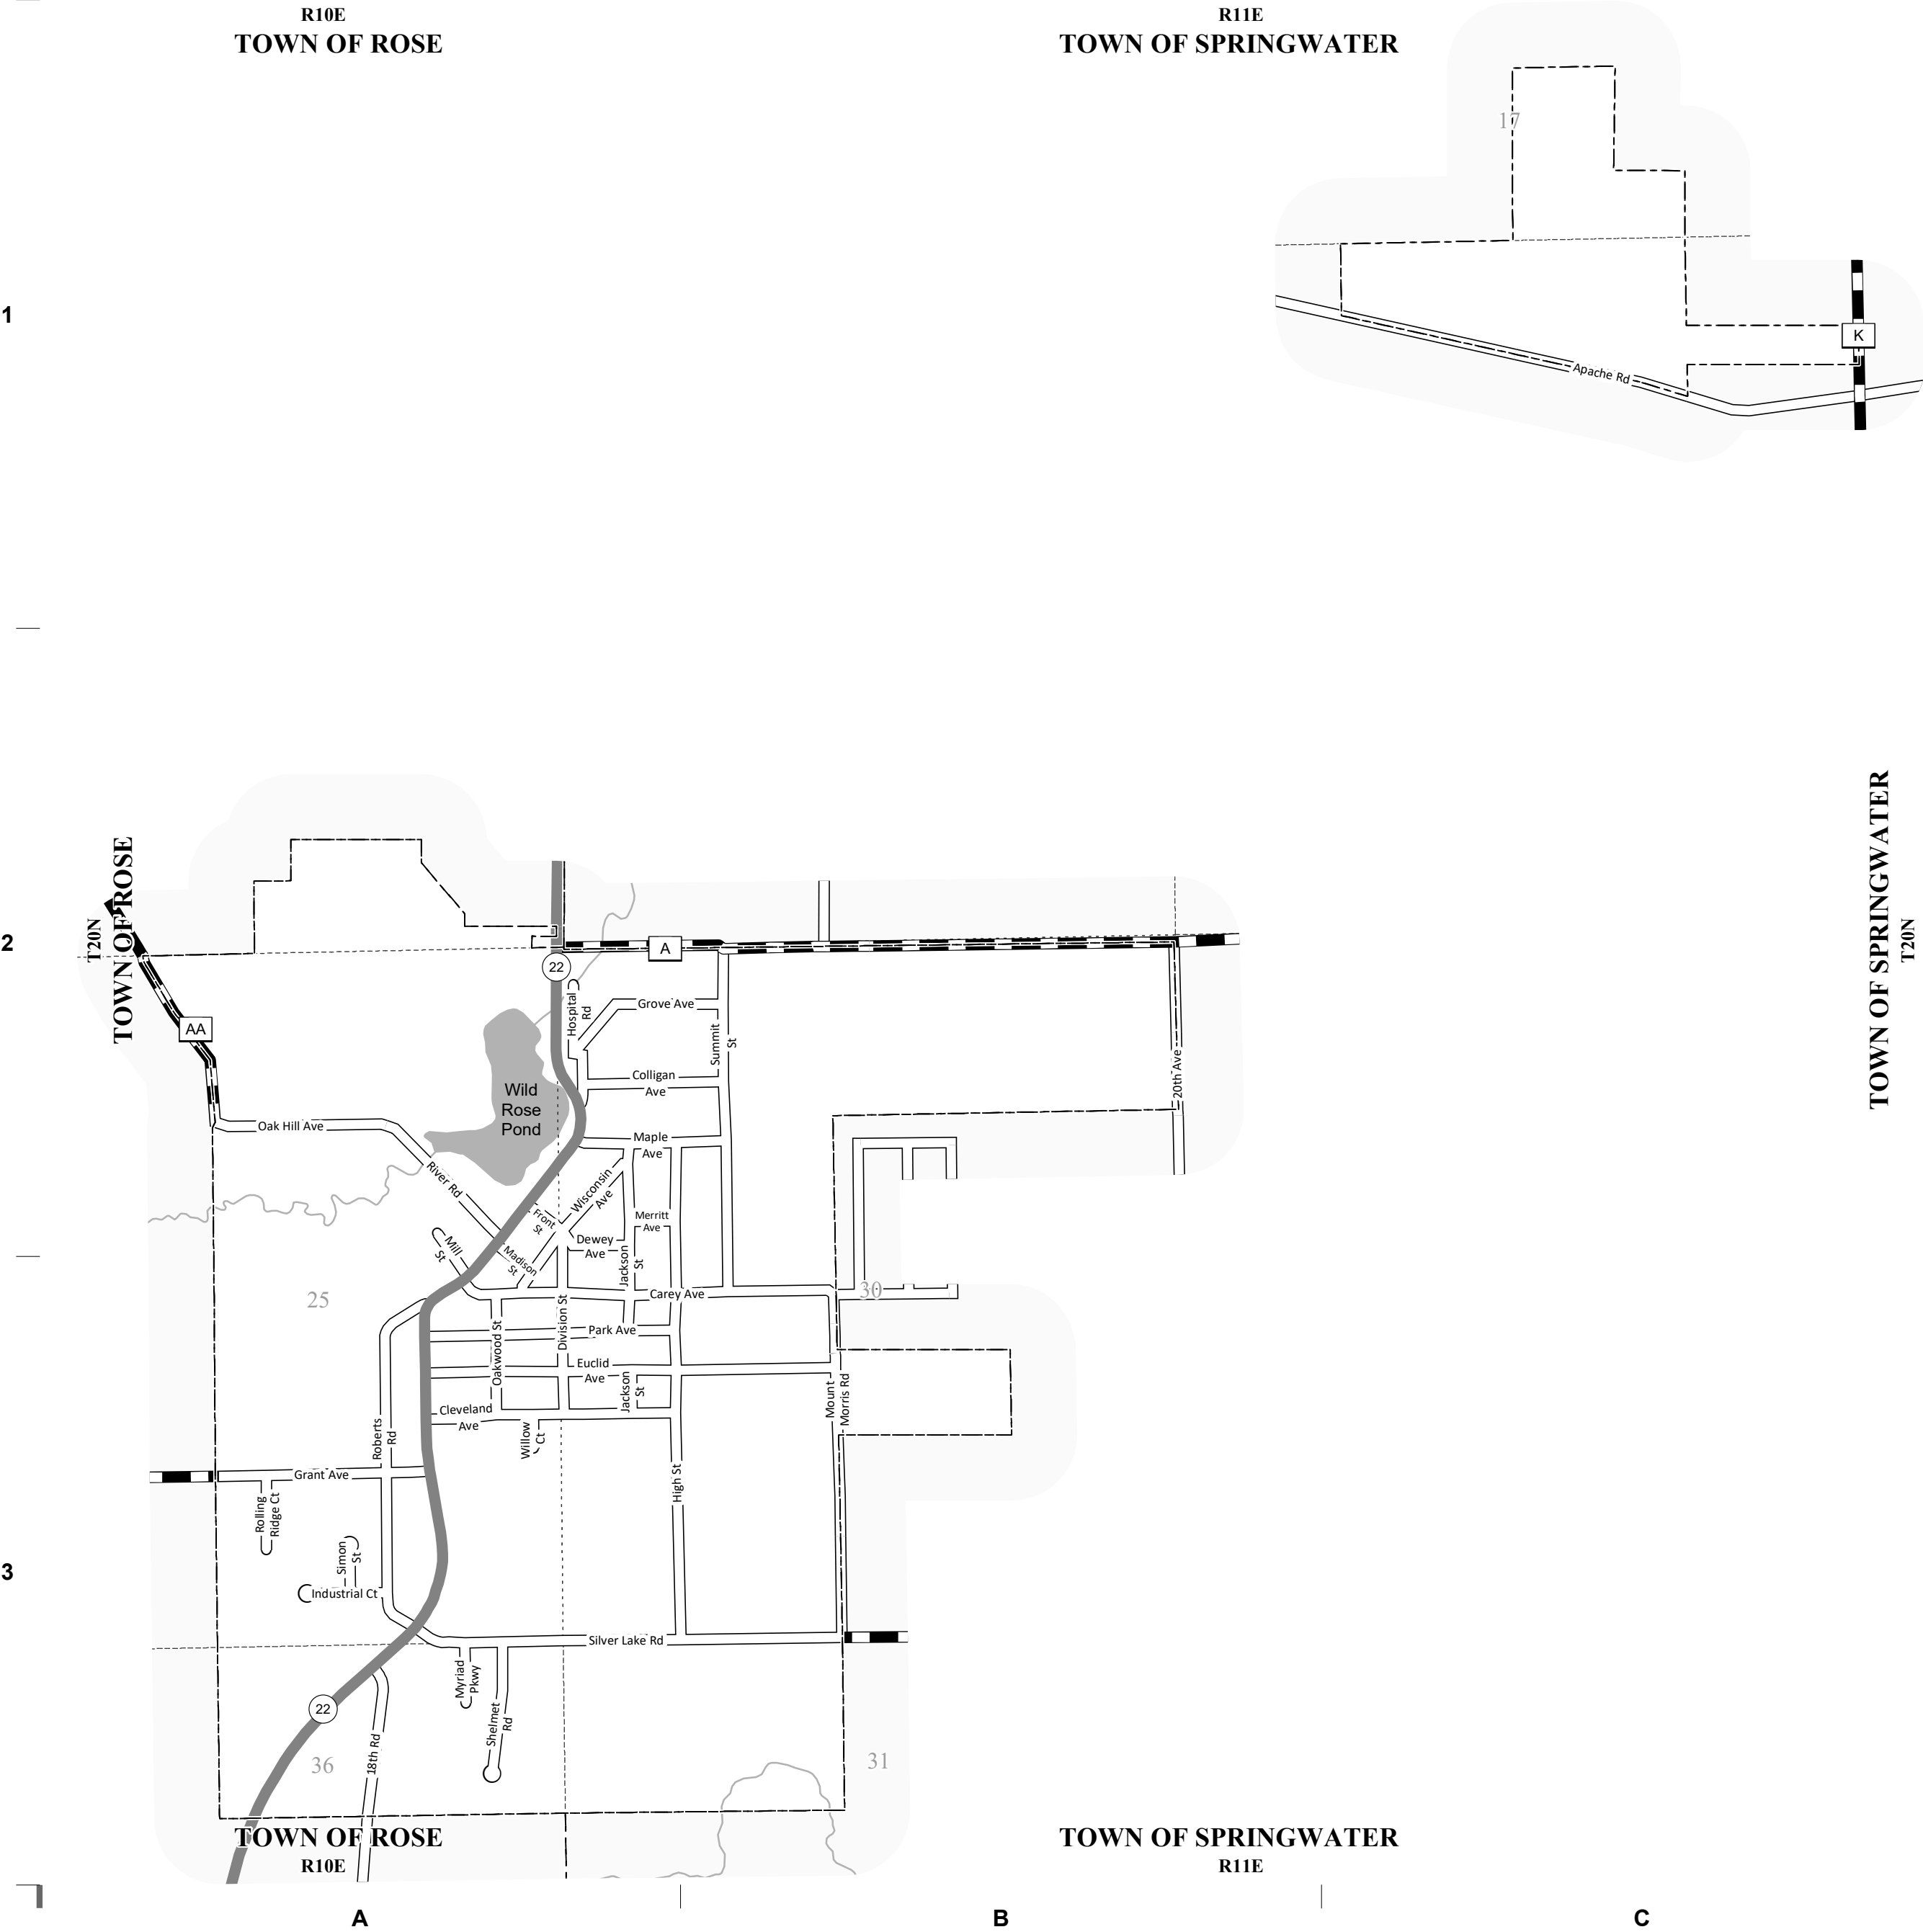 R10E
TOWN OF ROSE
R11E
TOWN OF SPRINGWATER
17
1
K
Apache Rd
TOWN OF ROSE
T20N
TOWN OF SPRINGWATER
T20N
2
A
22
AA
Hospital
Rd
Grove Ave
Summit
St
Colligan
Ave
20th Ave
Wild
Rose
Pond
Oak Hill Ave
Maple
Ave
River Rd
Wisconsin
Ave
Front
St
Merritt
Ave
Dewey
Ave
Jackson
St
Mill
St
Madison
St
25
30
Carey Ave
Division St
Oakwood St
Park Ave
Euclid
Ave
Jackson
St
Mount
Morris Rd
Cleveland
Ave
Willow
Ct
Roberts
Rd
Grant Ave
High St
Rolling
Ridge Ct
Simon
St
3
Industrial Ct
Silver Lake Rd
Myriad
Pkwy
Shelmet
Rd
22
18th Rd
36
31
TOWN OF ROSE
R10E
TOWN OF SPRINGWATER
R11E
A
B
C